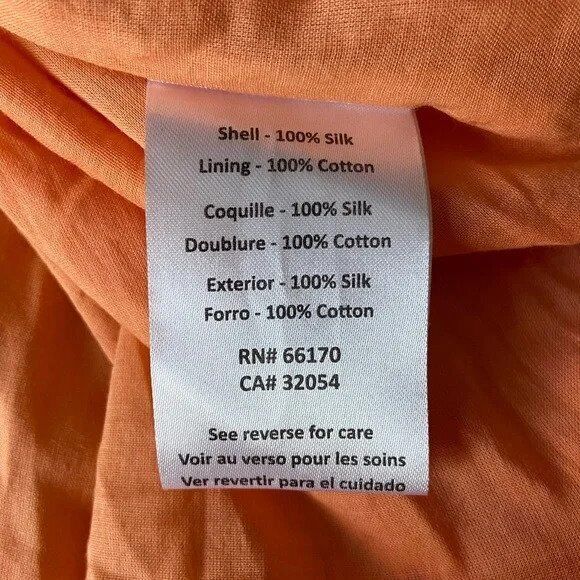 Shell - 100% Silk
Lining - 100% Cotton
Coquille - 100% Silk
Doublure - 100% Cotton
Exterior - 100% Silk
Forro - 100% Cotton
RN# 66170
CA# 32054
See reverse for care
Voir au verso pour les soins
Ver revertir para el cuidado